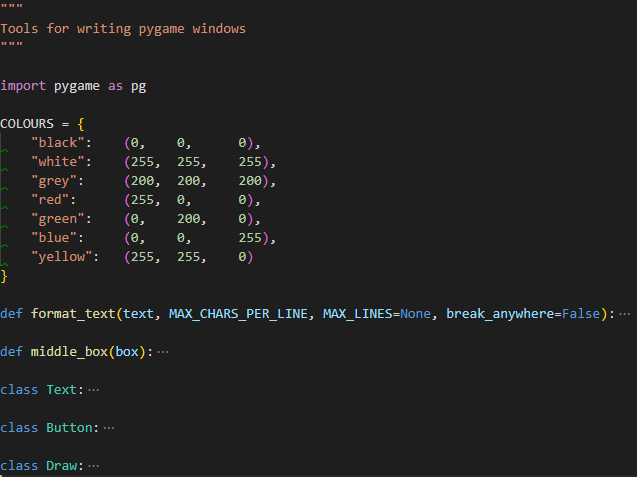 """
Tools for writing pygame windows
"""
import pygame as pg
COLOURS = {
    "black":    (0,    0,      0),
    "white":    (255,  255,    255),
    "grey":     (200,  200,    200),
    "red":      (255,  0,      0),
    "green":    (0,    200,    0),
    "blue":     (0,    0,      255),
    "yellow":   (255,  255,    0)
}
def format_text(text, MAX_CHARS_PER_LINE, MAX_LINES=None, break_anywhere=False):···
def middle_box(box):···
class Text:···
class Button:···
class Draw:···